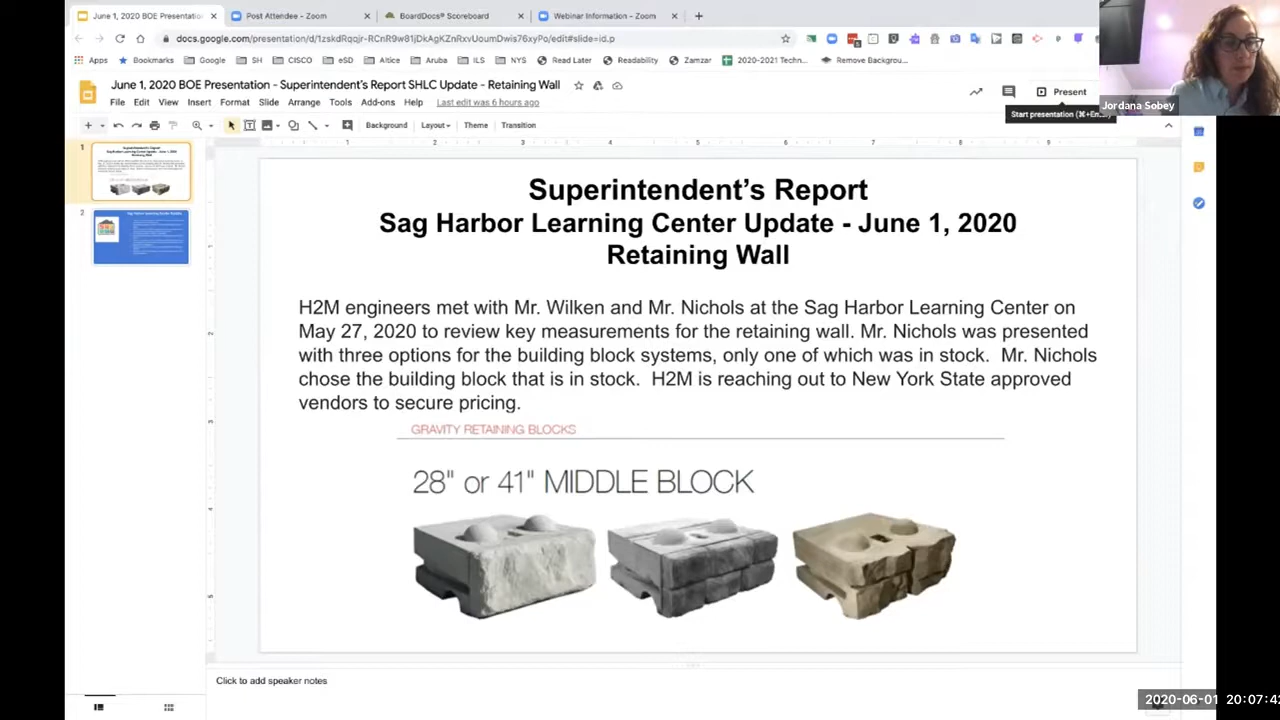 June 1, 2020 BOE Presentation
Post Attendee - Zoom
BoardDocs® Scoreboard
Webinar Information - Zoom
Jordana Sobey
Apps
Bookmarks
Google
SH
CISCO
eSD
Altice
Aruba
ILS
NYS
Read Later
Readability
Zamzar
2020-2021 Techn...
Remove Backgrou...
June 1, 2020 BOE Presentation - Superintendent's Report SHLC Update - Retaining Wall
File Edit View Insert Format Slide Arrange Tools Add-ons Help Last edit was 6 hours ago
Present
Background Layout Theme Transition
1
2
Superintendent's Report
Sag Harbor Learning Center Update - June 1, 2020
Retaining Wall
H2M engineers met with Mr. Wilken and Mr. Nichols at the Sag Harbor Learning Center on
May 27, 2020 to review key measurements for the retaining wall. Mr. Nichols was presented
with three options for the building block systems, only one of which was in stock. Mr. Nichols
chose the building block that is in stock. H2M is reaching out to New York State approved
vendors to secure pricing.
GRAVITY RETAINING BLOCKS
28" or 41" MIDDLE BLOCK
Click to add speaker notes
2020-06-01 20:07:42